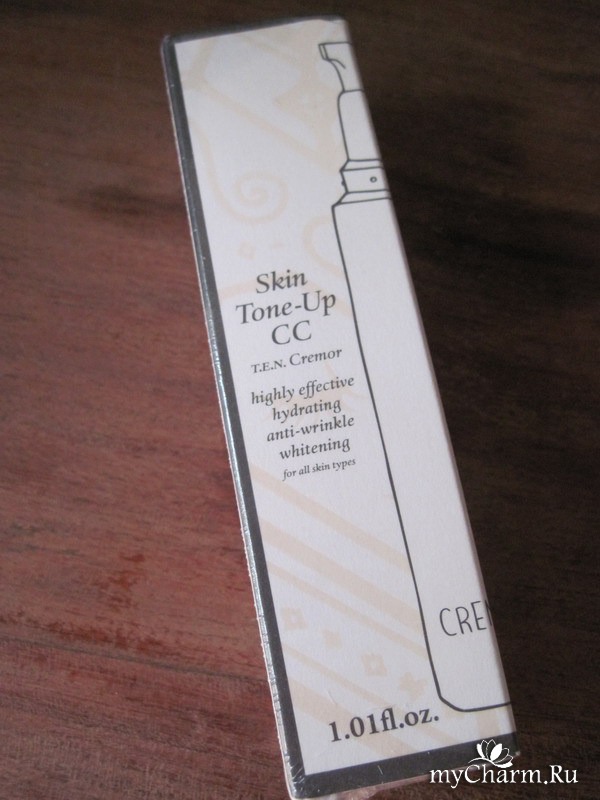 Skin
Tone-Up
CC
T.E.N. Cremor
highly effective
hydrating
anti-wrinkle
whitening
for all skin types
CRE
1.01fl.oz.
myCharm.Ru